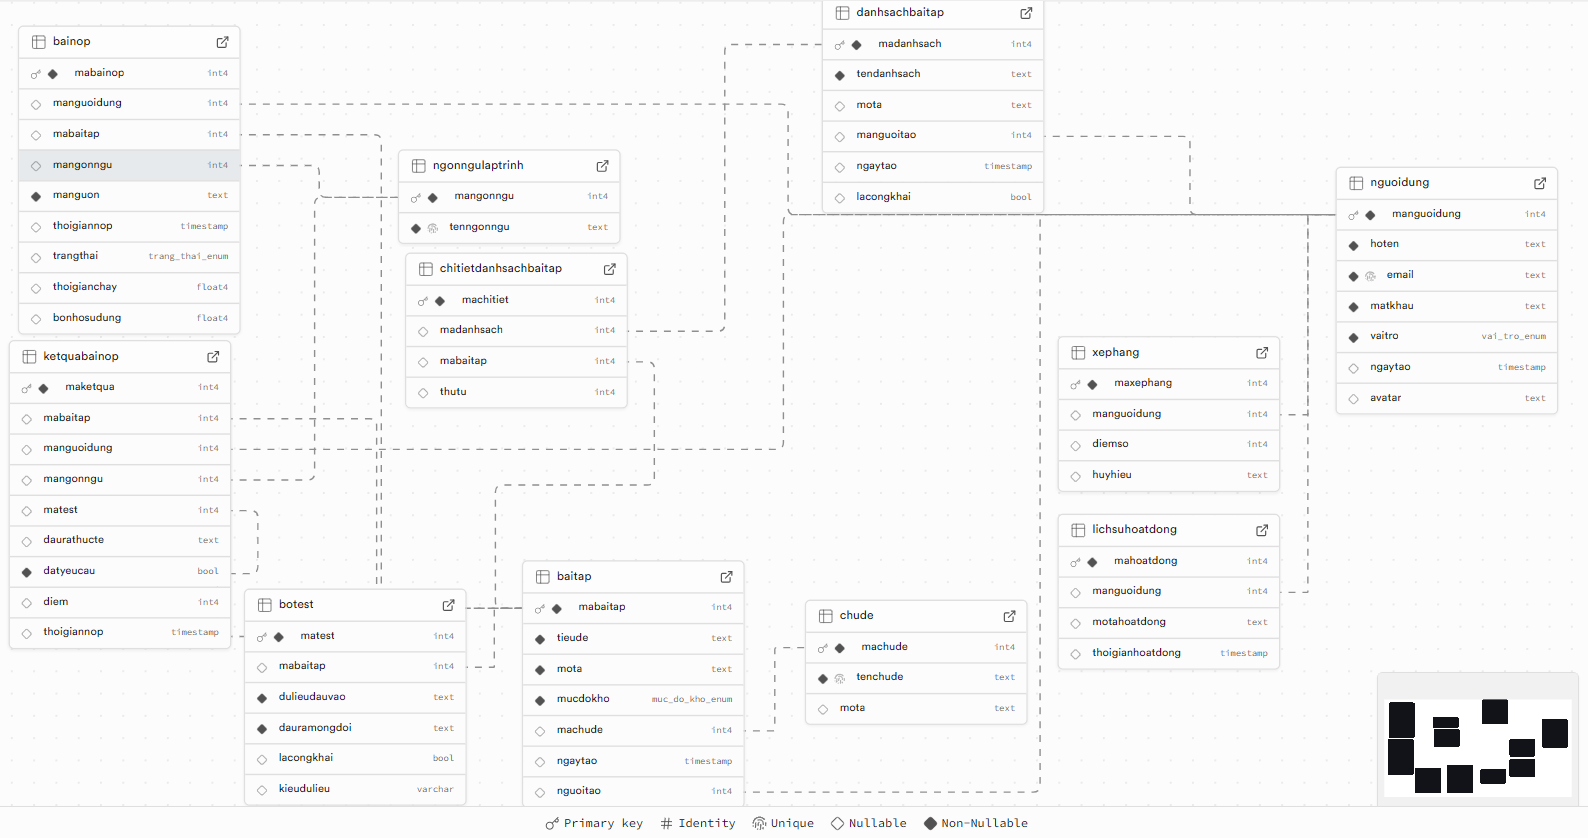 bainop
mabainop int4
manguoidung int4
mabaitap int4
mangonngu int4
manguon text
thoigiannop timestamp
trangthai trang_thai_enum
thoigianchay float4
bonhosudung float4
ketquabainop
maketqua int4
mabaitap int4
manguoidung int4
mangonngu int4
matest int4
daurathucte text
datyeucau bool
diem int4
thoigiannop timestamp
ngonngulaptrinh
mangonngu int4
tenngonngu text
chitietdanhsachbaitap
machitiet int4
madanhsach int4
mabaitap int4
thutu int4
botest
matest int4
mabaitap int4
dulieudauvao text
dauramongdoi text
lacongkhai bool
kieudulieu varchar
baitap
mabaitap int4
tieude text
mota text
mucdokho muc_do_kho_enum
machude int4
ngaytao timestamp
nguoitao int4
danhsachbaitap
madanhsach int4
tendanhsach text
mota text
manguoitao int4
ngaytao timestamp
lacongkhai bool
chude
machude int4
tenchude text
mota text
xephang
maxephang int4
manguoidung int4
diemso int4
huyhieu text
lichsuhoatdong
mahoatdong int4
manguoidung int4
motahoatdong text
thoigianhoatdong timestamp
nguoidung
manguoidung int4
hoten text
email text
matkhau text
vaitro vai_tro_enum
ngaytao timestamp
avatar text
Primary key Identity Unique Nullable Non-Nullable